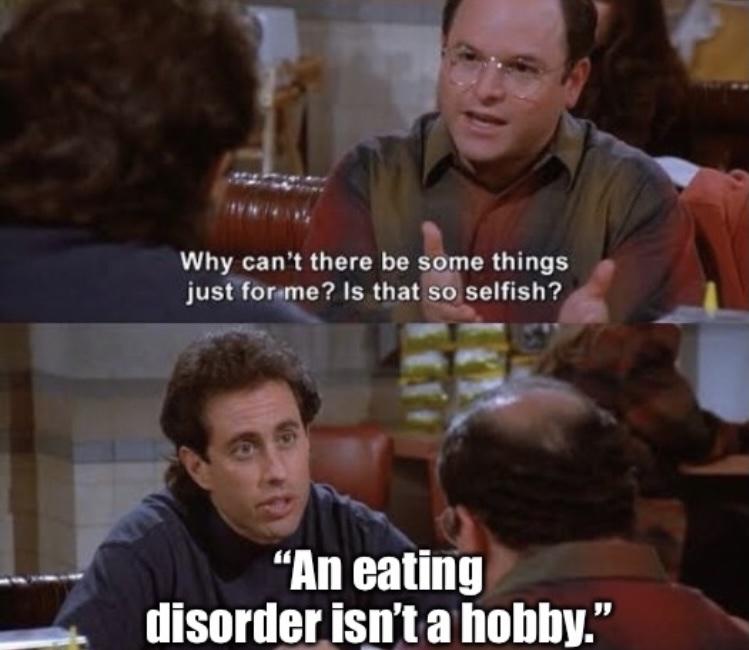 Why can't there be some things
just for me? Is that so selfish?
“An eating
disorder isn’t a hobby.”